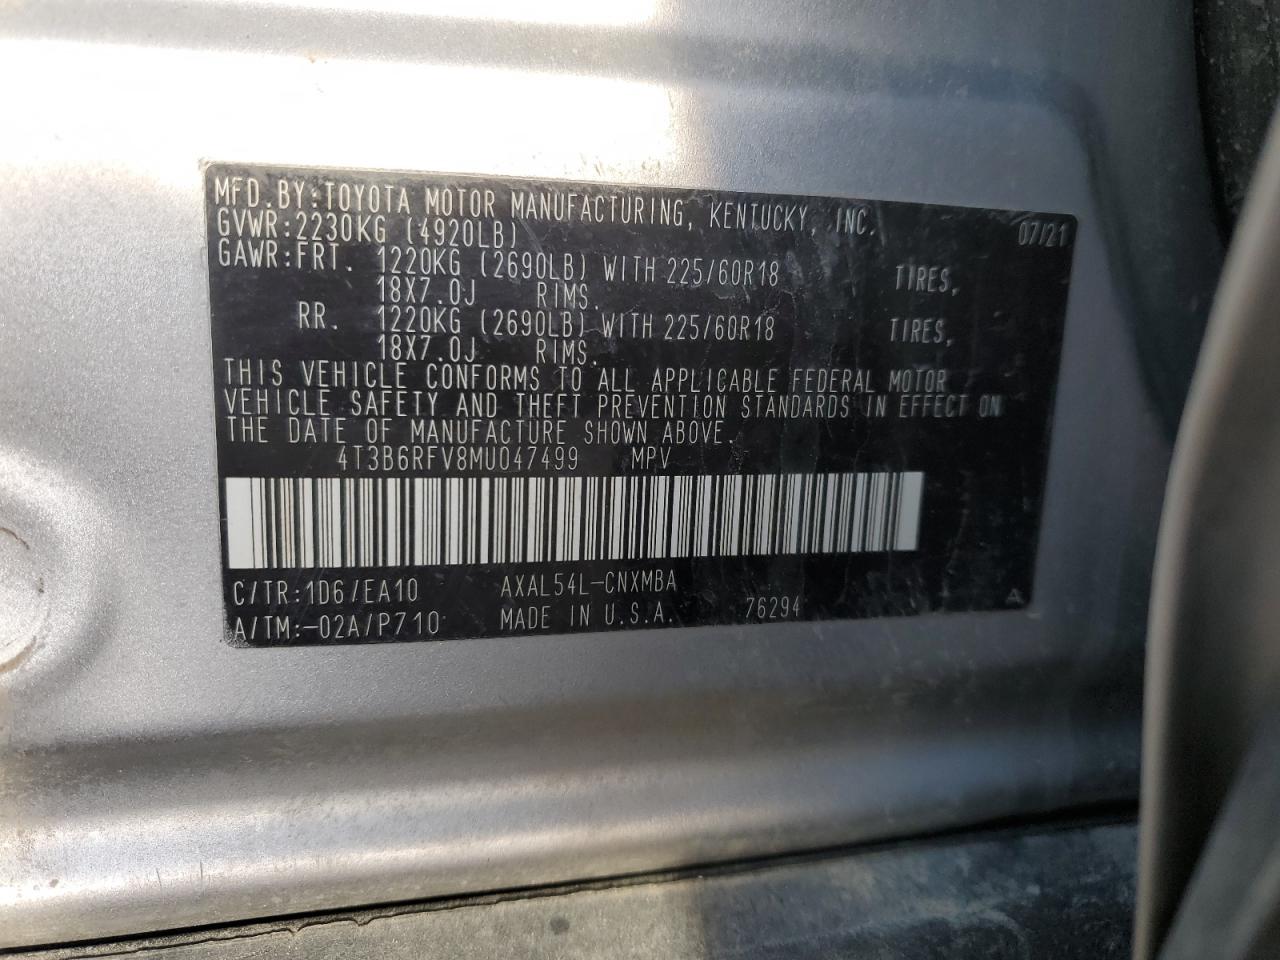 MFD.BY:TOYOTA MOTOR MANUFACTURING, KENTUCKY, INC. 07/21
GVWR:2230KG (4920LB)
GAWR:FRT. 1220KG (2690LB) WITH 225/60R18 TIRES,
18X7.0J RIMS.
RR. 1220KG (2690LB) WITH 225/60R18 TIRES,
18X7.0J RIMS.
THIS VEHICLE CONFORMS TO ALL APPLICABLE FEDERAL MOTOR
VEHICLE SAFETY AND THEFT PREVENTION STANDARDS IN EFFECT ON
THE DATE OF MANUFACTURE SHOWN ABOVE.
4T3B6RFV8MU047499 MPV
C/TR:1D6/EA10 AXAL54L-CNXMBA
A/TM:-02A/P710 MADE IN U.S.A. 76294